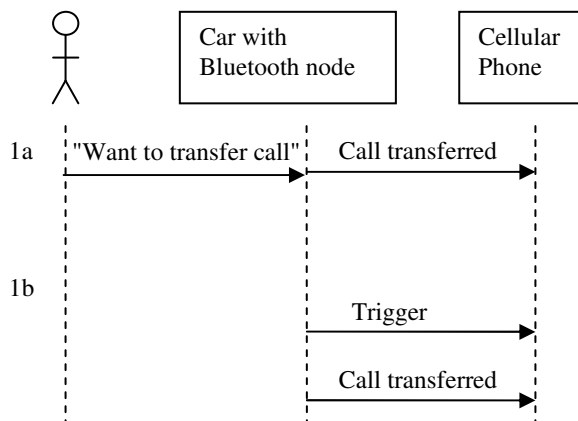 Car with
Bluetooth node
Cellular
Phone
1a
"Want to transfer call"
Call transferred
1b
Trigger
Call transferred